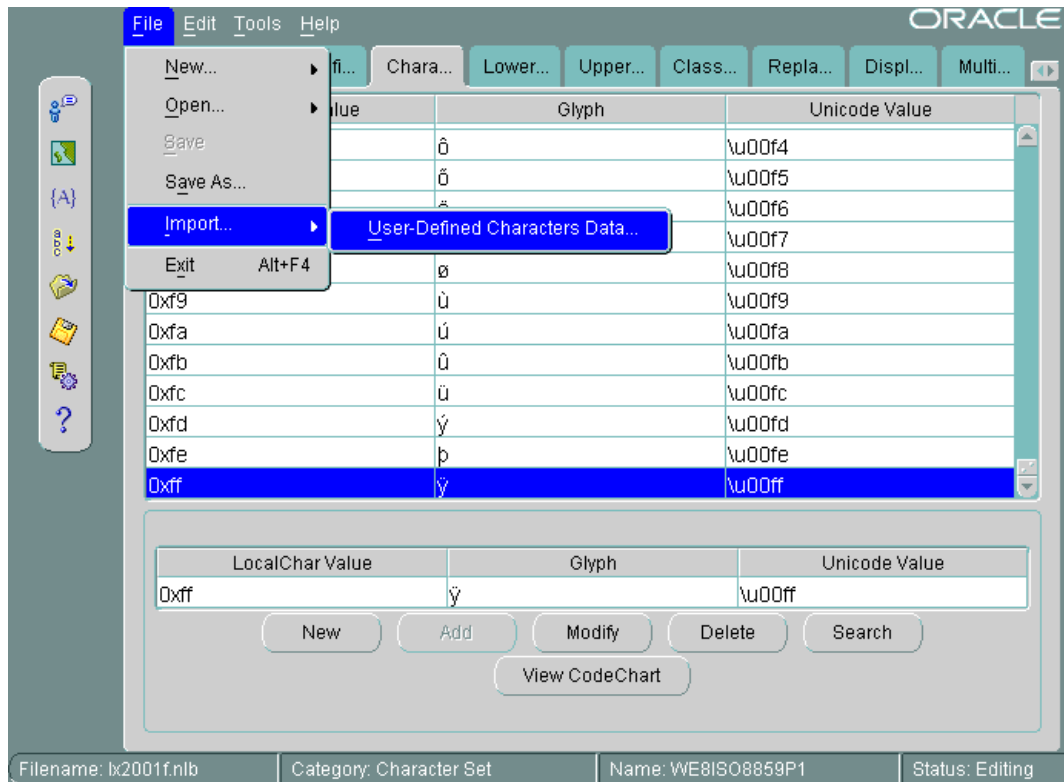 File Edit Tools Help
ORACLE
New...
Open...
Save
Save As...
Import...
Exit Alt+F4
User-Defined Characters Data...
fi... Chara... Lower... Upper... Class... Repla... Displ... Multi...
Glyph Unicode Value
ô \u00f4
\u00f5
\u00f6
\u00f7
ø \u00f8
0xf9 ù \u00f9
0xfa ú \u00fa
0xfb û \u00fb
0xfc ü \u00fc
0xfd ý \u00fd
0xfe þ \u00fe
0xff ÿ \u00ff
{A}
a
b
c
?
LocalChar Value Glyph Unicode Value
0xff ÿ \u00ff
New Add Modify Delete Search
View CodeChart
Filename: lx2001f.nlb Category: Character Set Name: WE8ISO8859P1 Status: Editing